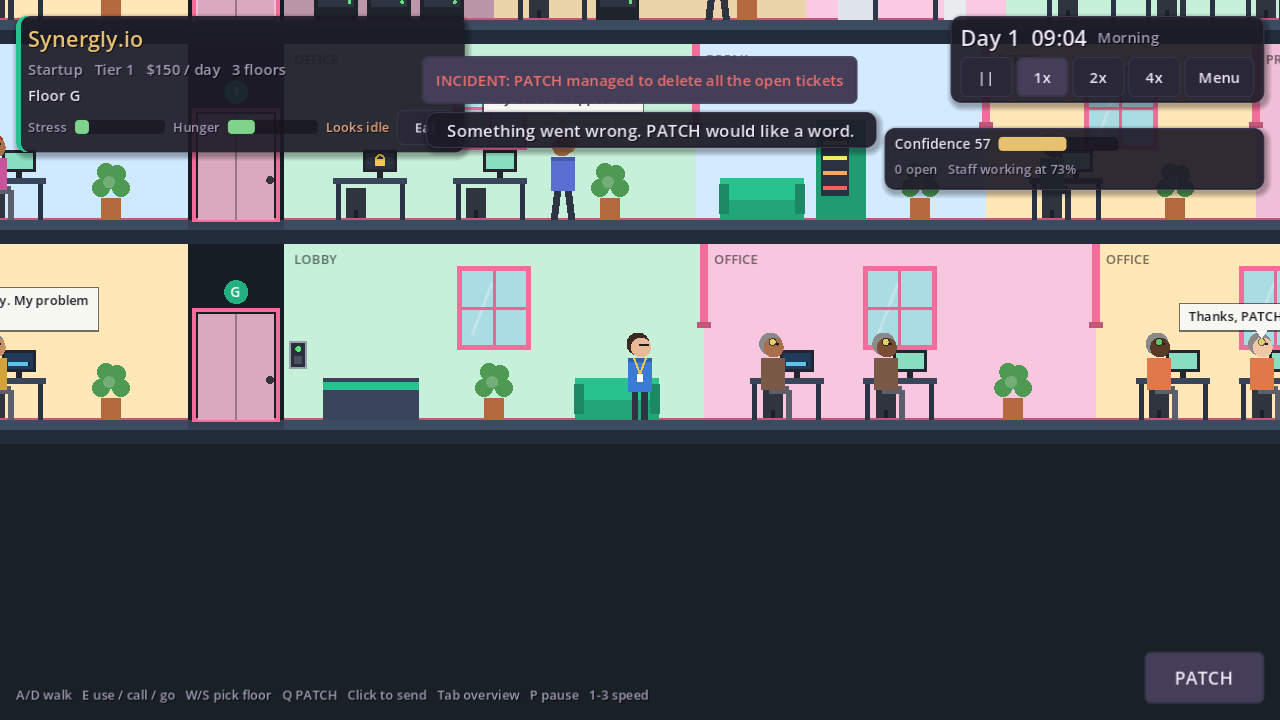 Synergly.io
Startup Tier 1 $150 / day 3 floors
Floor G
Stress Hunger Looks idle
INCIDENT: PATCH managed to delete all the open tickets
Something went wrong. PATCH would like a word.
Day 1 09:04 Morning
|| 1x 2x 4x Menu
Confidence 57
0 open Staff working at 73%
OFFICE
y. My problem
G
LOBBY
OFFICE
OFFICE
Thanks, PATCH
PATCH
A/D walk E use / call / go W/S pick floor Q PATCH Click to send Tab overview P pause 1-3 speed